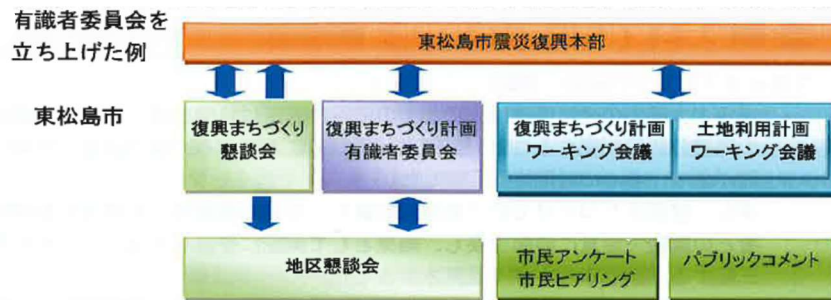 有識者委員会を
立ち上げた例
東松島市震災復興本部
東松島市
復興まちづくり
懇談会
復興まちづくり計画
有識者委員会
復興まちづくり計画
ワーキング会議
土地利用計画
ワーキング会議
地区懇談会
市民アンケート
市民ヒアリング
パブリックコメント